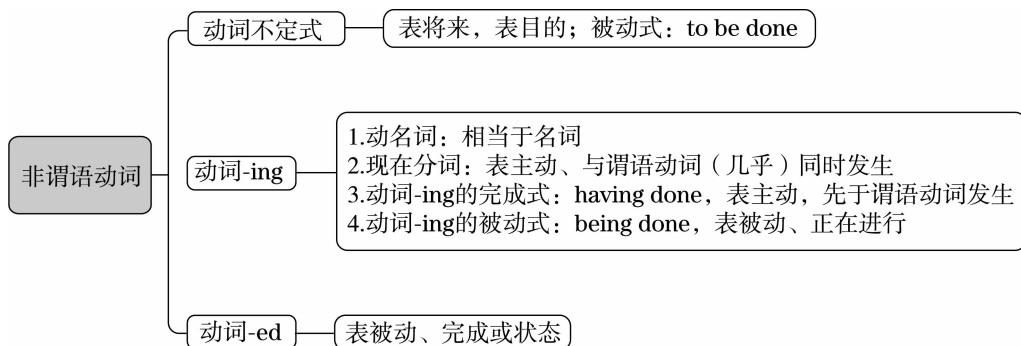 动词不定式
表将来，表目的；被动式：to be done
非谓语动词
动词-ing
1.动名词：相当于名词
2.现在分词：表主动、与谓语动词（几乎）同时发生
3.动词-ing的完成式：having done，表主动，先于谓语动词发生
4.动词-ing的被动式：being done，表被动、正在进行
动词-ed
表被动、完成或状态